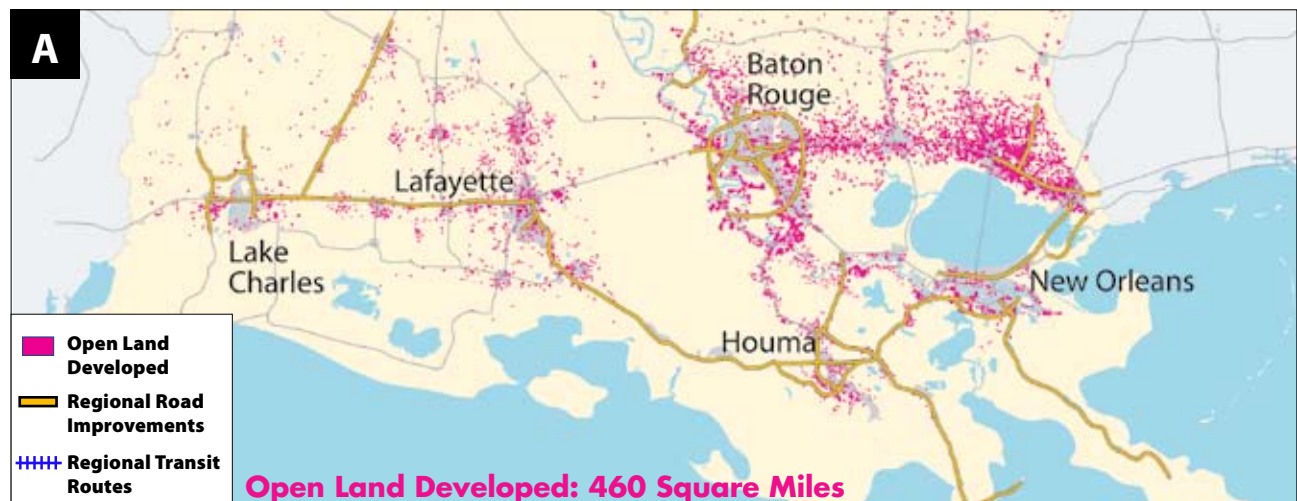 A
Baton
Rouge
Lafayette
Lake
Charles
New Orleans
Houma
Open Land
Developed
Regional Road
Improvements
Regional Transit
Routes
Open Land Developed: 460 Square Miles